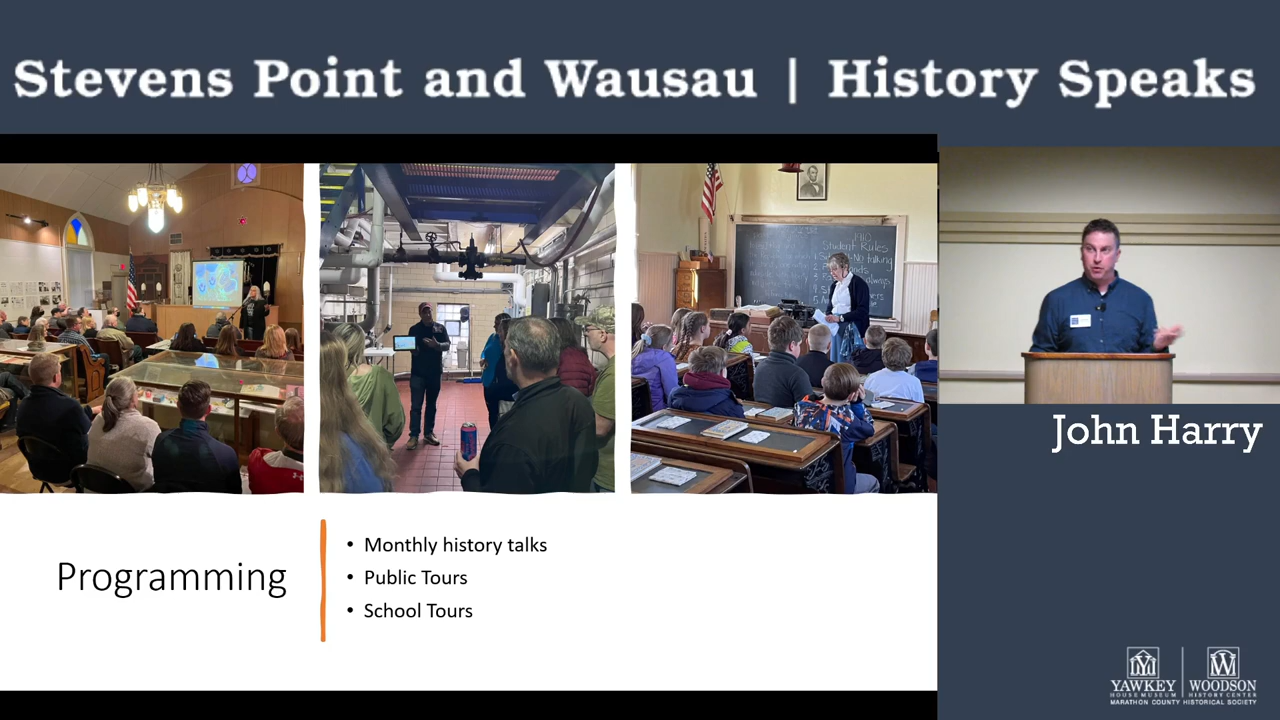 Stevens Point and Wausau | History Speaks
1910
Student Rules
No talking
Programming
• Monthly history talks
• Public Tours
• School Tours
John Harry
YAWKEY
HOUSE MUSEUM
WOODSON
HISTORY CENTER
MARATHON COUNTY HISTORICAL SOCIETY